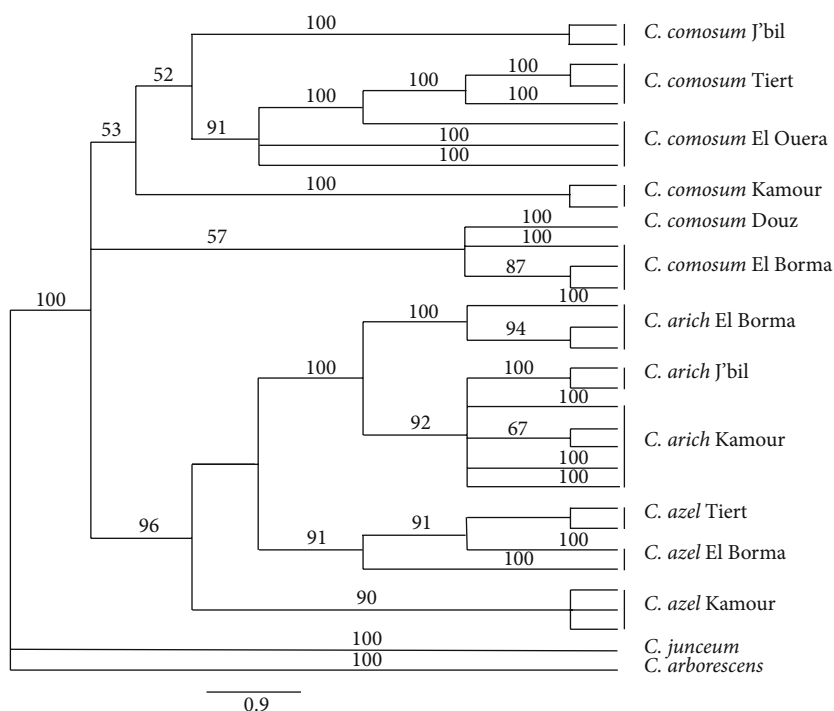 100
C. comosum J'bil
52
100
100
C. comosum Tiert
100
100
53
91
100
C. comosum El Ouera
100
100
C. comosum Kamour
100
C. comosum Douz
57
100
87
C. comosum El Borma
100
100
100
94
C. arich El Borma
100
100
C. arich J'bil
100
92
67
C. arich Kamour
100
100
96
91
91
C. azel Tiert
100
100
C. azel El Borma
90
C. azel Kamour
100
C. junceum
100
C. arborescens
0.9